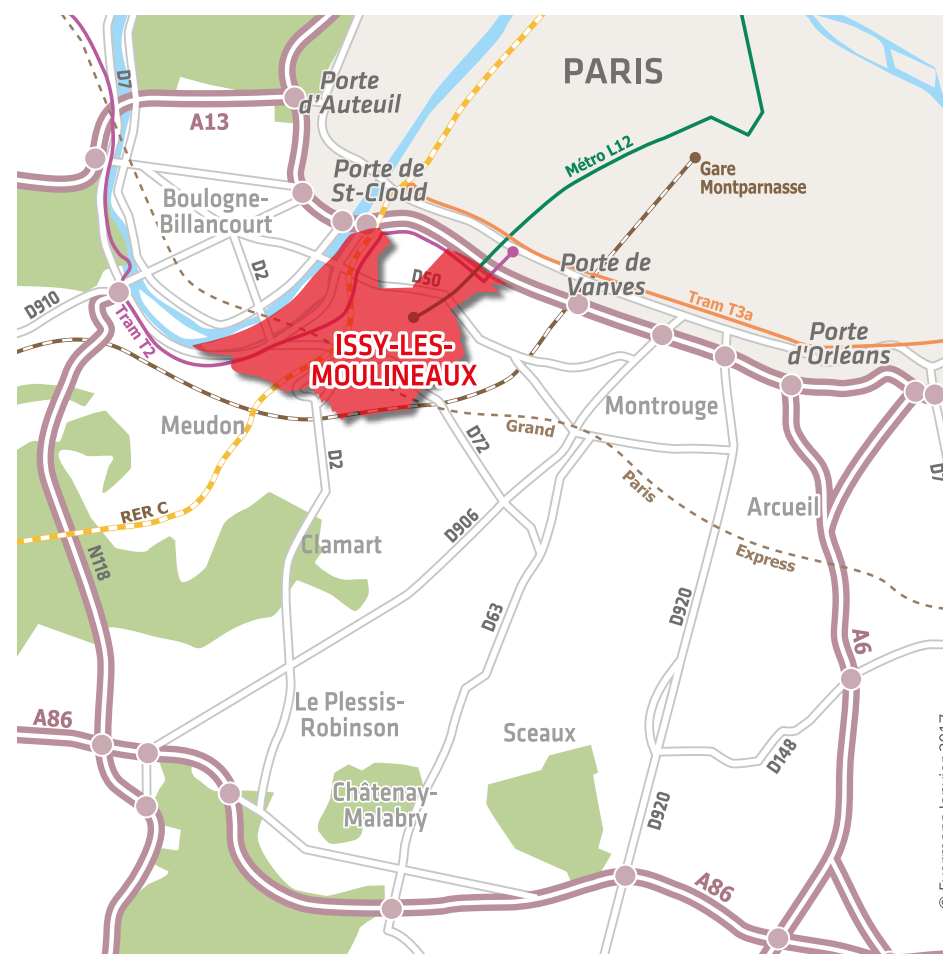 D7
Porte
d'Auteuil
PARIS
A13
Métro L12
Porte de
St-Cloud
Gare
Montparnasse
Boulogne-
Billancourt
D2
D50
Porte de
Vanves
D910
Tram T2
Tram T3a
ISSY-LES-
MOULINEAUX
Porte
d'Orléans
Meudon
Montrouge
D2
D72
Grand
Paris
Express
D7
RER C
D906
Arcueil
Clamart
N118
D63
D920
A6
Le Plessis-
Robinson
A86
Sceaux
D148
Châtenay-
Malabry
D920
A86